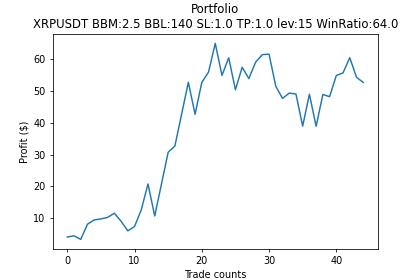 Portfolio
XRPUSDT BBM:2.5 BBL:140 SL:1.0 TP:1.0 lev:15 WinRatio:64.0
Profit ($)
60
50
40
30
20
10
0
10
20
30
40
Trade counts